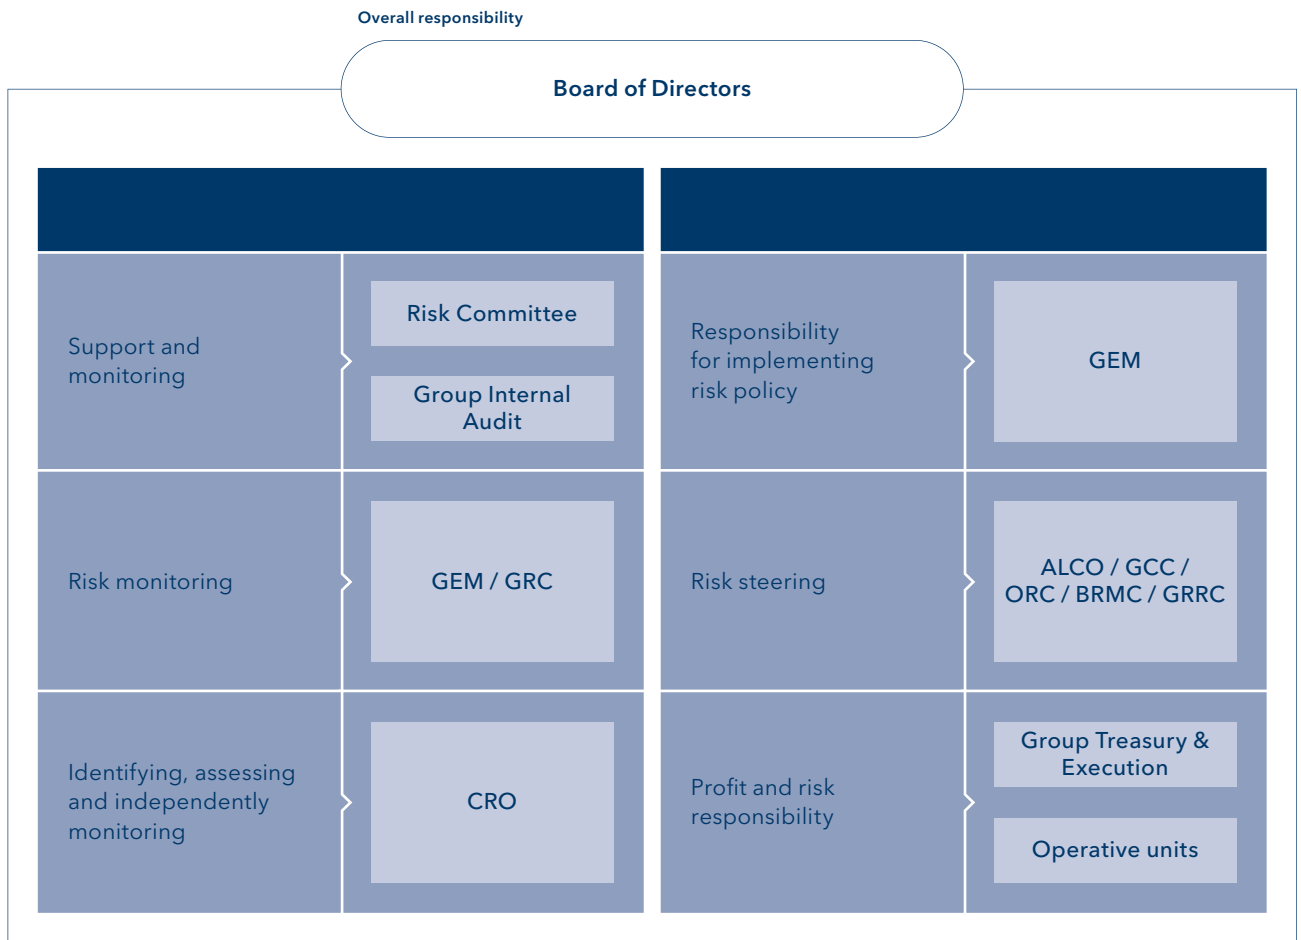 Overall responsibility
Board of Directors
Support and
monitoring
Risk Committee
Group Internal
Audit
Responsibility
for implementing
risk policy
GEM
Risk monitoring
GEM / GRC
Risk steering
ALCO / GCC /
ORC / BRMC / GRRC
Identifying, assessing
and independently
monitoring
CRO
Profit and risk
responsibility
Group Treasury &
Execution
Operative units